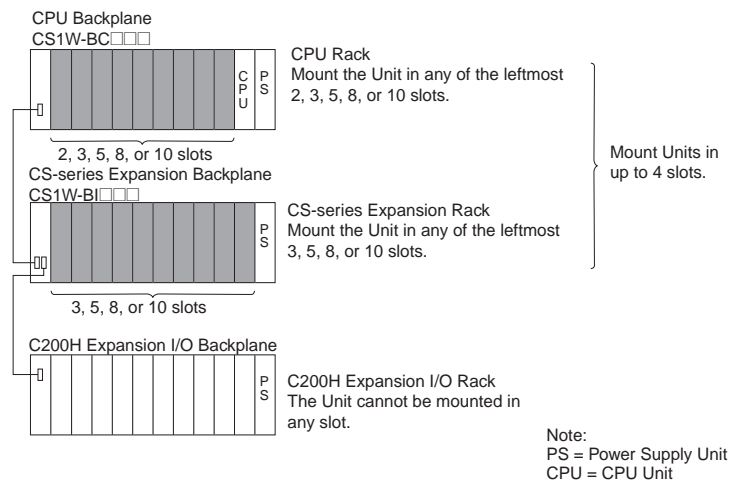 CPU Backplane
CS1W-BC□□□
C
P
U
P
S
CPU Rack
Mount the Unit in any of the leftmost
2, 3, 5, 8, or 10 slots.
2, 3, 5, 8, or 10 slots
Mount Units in
up to 4 slots.
CS-series Expansion Backplane
CS1W-BI□□□
P
S
CS-series Expansion Rack
Mount the Unit in any of the leftmost
3, 5, 8, or 10 slots.
3, 5, 8, or 10 slots
C200H Expansion I/O Backplane
P
S
C200H Expansion I/O Rack
The Unit cannot be mounted in
any slot.
Note:
PS = Power Supply Unit
CPU = CPU Unit